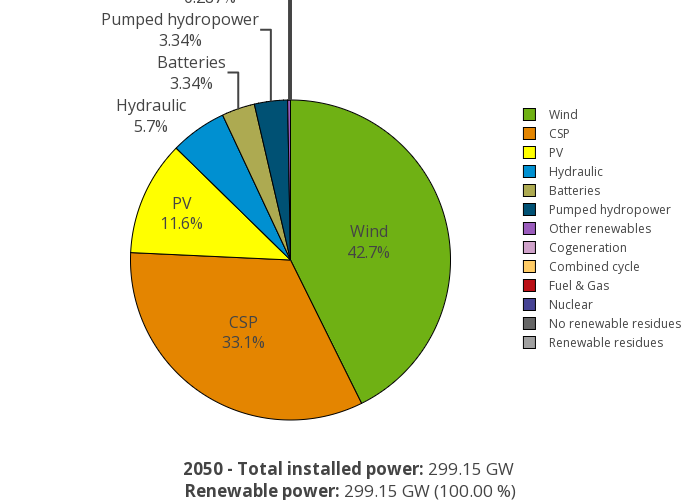 Pumped hydropower
3.34%
Batteries
3.34%
Hydraulic
5.7%
PV
11.6%
Wind
42.7%
CSP
33.1%
Wind
CSP
PV
Hydraulic
Batteries
Pumped hydropower
Other renewables
Cogeneration
Combined cycle
Fuel & Gas
Nuclear
No renewable residues
Renewable residues
2050 - Total installed power: 299.15 GW
Renewable power: 299.15 GW (100.00 %)